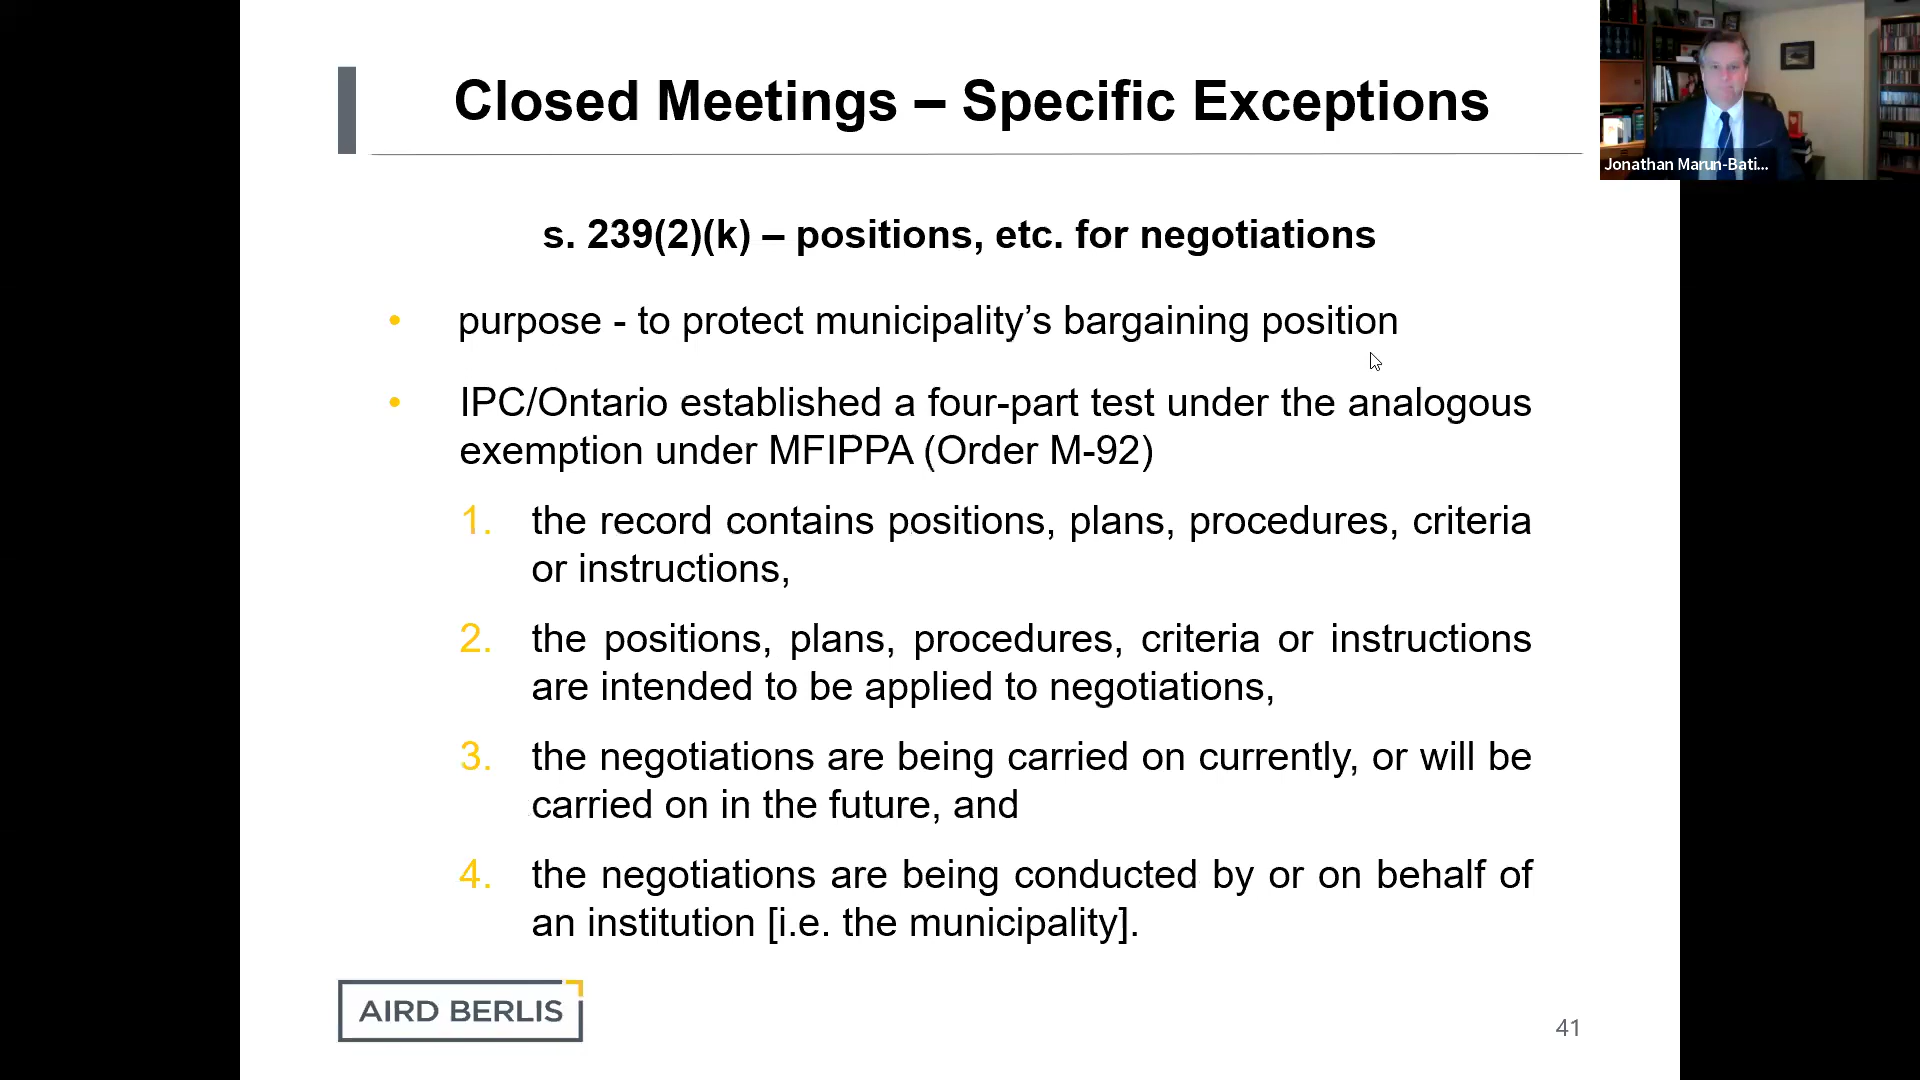 Closed Meetings – Specific Exceptions
Jonathan Marun-Bati...
s. 239(2)(k) – positions, etc. for negotiations
• purpose - to protect municipality’s bargaining position
• IPC/Ontario established a four-part test under the analogous
exemption under MFIPPA (Order M-92)
1. the record contains positions, plans, procedures, criteria
or instructions,
2. the positions, plans, procedures, criteria or instructions
are intended to be applied to negotiations,
3. the negotiations are being carried on currently, or will be
carried on in the future, and
4. the negotiations are being conducted by or on behalf of
an institution [i.e. the municipality].
AIRD BERLIS
41